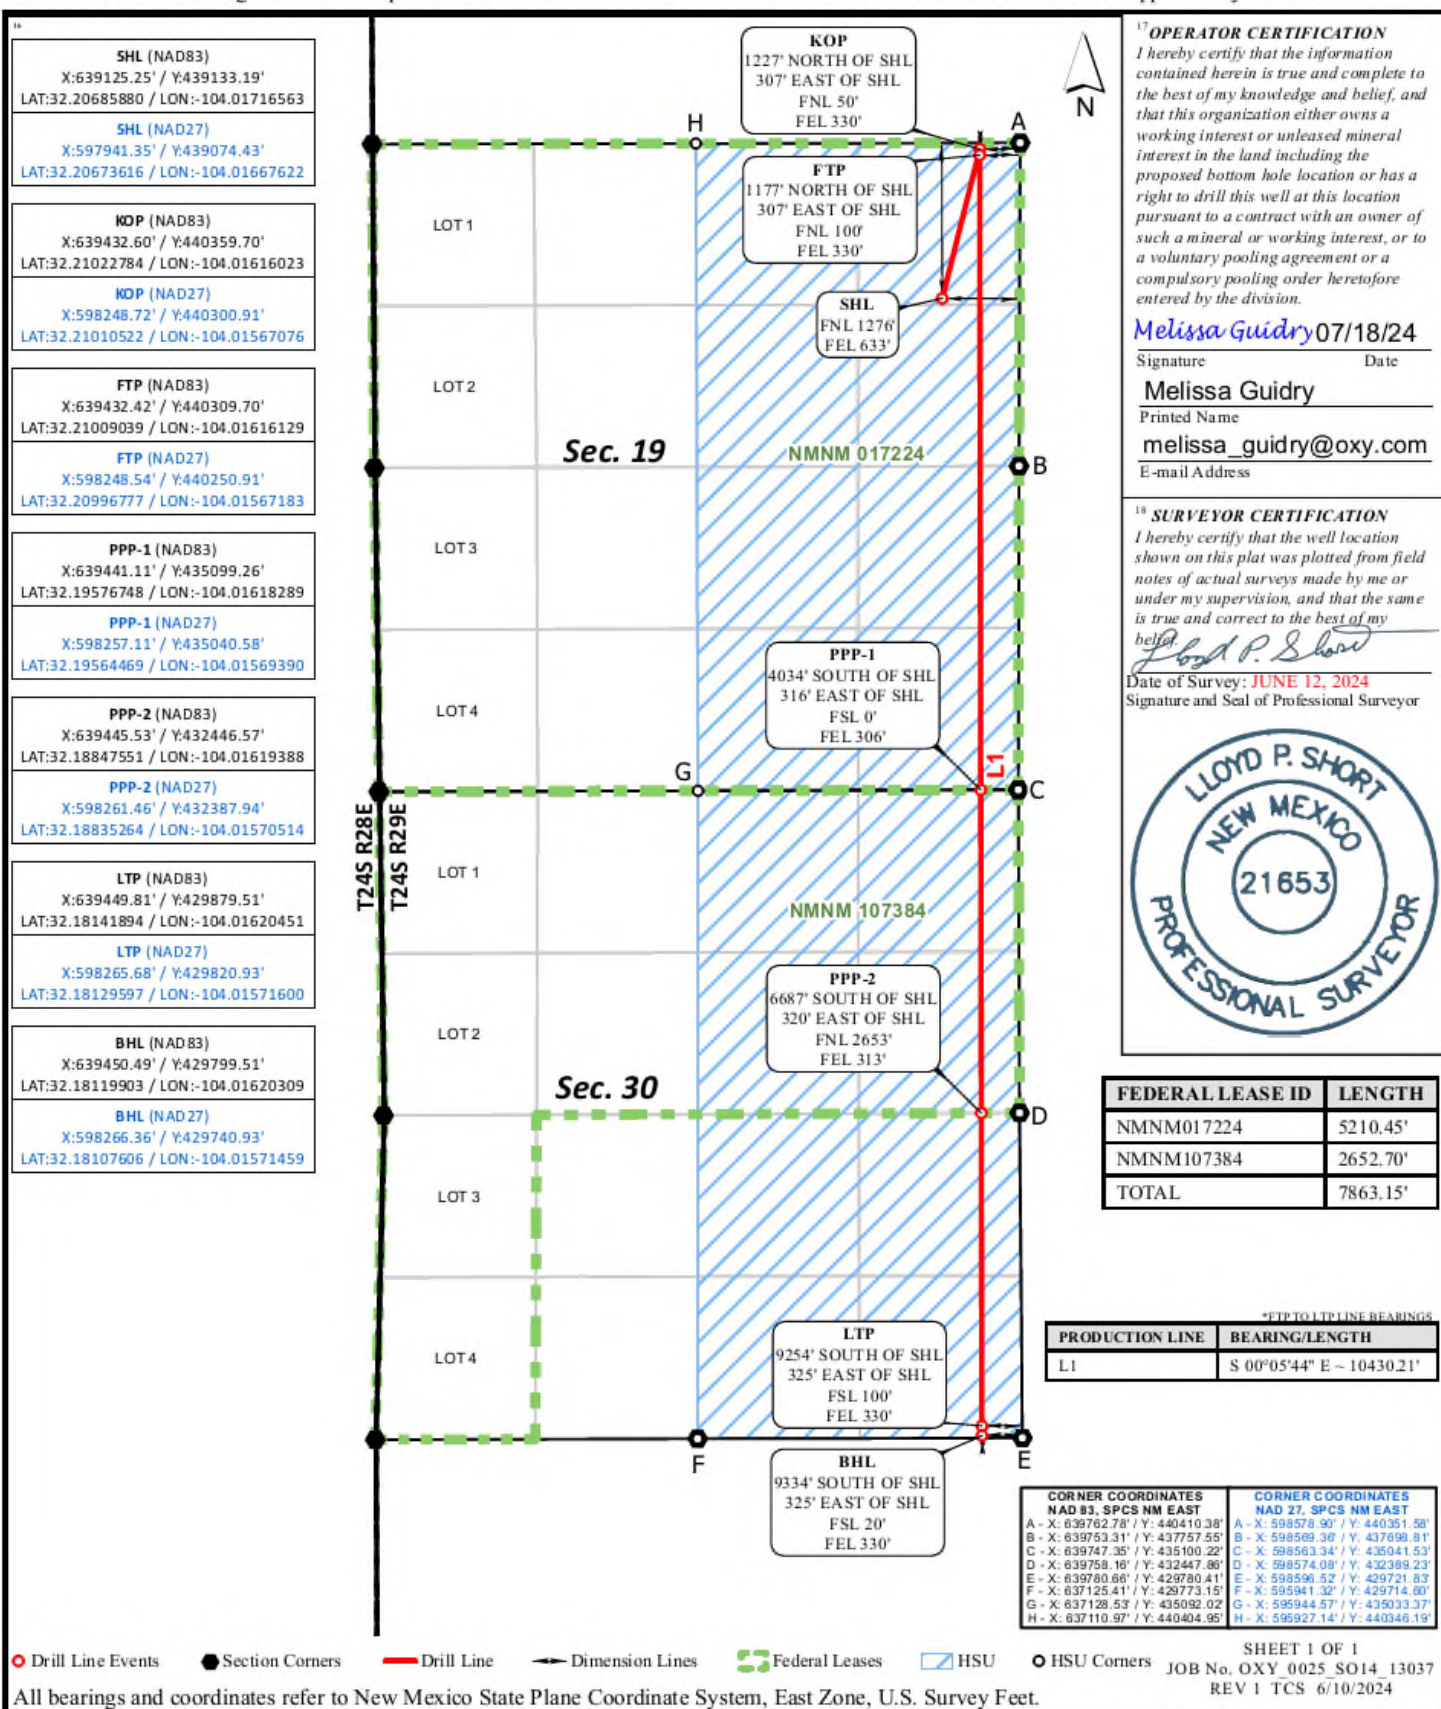 16
SHL (NAD83)
X:639125.25' / Y:439133.19'
LAT:32.20685880 / LON:-104.01716563
SHL (NAD27)
X:597941.35' / Y:439074.43'
LAT:32.20673616 / LON:-104.01667622
KOP (NAD83)
X:639432.60' / Y:440359.70'
LAT:32.21022784 / LON:-104.01616023
KOP (NAD27)
X:598248.72' / Y:440300.91'
LAT:32.21010522 / LON:-104.01567076
FTP (NAD83)
X:639432.42' / Y:440309.70'
LAT:32.21009039 / LON:-104.01616129
FTP (NAD27)
X:598248.54' / Y:440250.91'
LAT:32.20996777 / LON:-104.01567183
PPP-1 (NAD83)
X:639441.11' / Y:435099.26'
LAT:32.19576748 / LON:-104.01618289
PPP-1 (NAD27)
X:598257.11' / Y:435040.58'
LAT:32.19564469 / LON:-104.01569390
PPP-2 (NAD83)
X:639445.53' / Y:432446.57'
LAT:32.18847551 / LON:-104.01619388
PPP-2 (NAD27)
X:598261.46' / Y:432387.94'
LAT:32.18835264 / LON:-104.01570514
LTP (NAD83)
X:639449.81' / Y:429879.51'
LAT:32.18141894 / LON:-104.01620451
LTP (NAD27)
X:598265.68' / Y:429820.93'
LAT:32.18129597 / LON:-104.01571600
BHL (NAD83)
X:639450.49' / Y:429799.51'
LAT:32.18119903 / LON:-104.01620309
BHL (NAD27)
X:598266.36' / Y:429740.93'
LAT:32.18107606 / LON:-104.01571459
KOP
1227' NORTH OF SHL
307' EAST OF SHL
FNL 50'
FEL 330'
N
H
A
FTP
1177' NORTH OF SHL
307' EAST OF SHL
FNL 100'
FEL 330'
LOT 1
SHL
FNL 1276'
FEL 633'
LOT 2
Sec. 19
NMNM 017224
B
LOT 3
PPP-1
4034' SOUTH OF SHL
316' EAST OF SHL
FSL 0'
FEL 306'
LOT 4
L1
G
C
T24S R28E
T24S R29E
LOT 1
NMNM 107384
PPP-2
6687' SOUTH OF SHL
320' EAST OF SHL
FNL 2653'
FEL 313'
LOT 2
Sec. 30
D
LOT 3
LTP
9254' SOUTH OF SHL
325' EAST OF SHL
FSL 100'
FEL 330'
LOT 4
F
E
BHL
9334' SOUTH OF SHL
325' EAST OF SHL
FSL 20'
FEL 330'
17 OPERATOR CERTIFICATION
I hereby certify that the information
contained herein is true and complete to
the best of my knowledge and belief, and
that this organization either owns a
working interest or unleased mineral
interest in the land including the
proposed bottom hole location or has a
right to drill this well at this location
pursuant to a contract with an owner of
such a mineral or working interest, or to
a voluntary pooling agreement or a
compulsory pooling order heretofore
entered by the division.
Melissa Guidry 07/18/24
Signature Date
Melissa Guidry
Printed Name
melissa_guidry@oxy.com
E-mail Address
18 SURVEYOR CERTIFICATION
I hereby certify that the well location
shown on this plat was plotted from field
notes of actual surveys made by me or
under my supervision, and that the same
is true and correct to the best of my
belief.
Lloyd P. Short
Date of Survey: JUNE 12, 2024
Signature and Seal of Professional Surveyor
LLOYD P. SHORT
NEW MEXICO
21653
PROFESSIONAL SURVEYOR
FEDERAL LEASE ID LENGTH
NMNM017224 5210.45'
NMNM107384 2652.70'
TOTAL 7863.15'
*FTP TO LTP LINE BEARINGS
PRODUCTION LINE BEARING/LENGTH
L1 S 00°05'44" E ~ 10430.21'
CORNER COORDINATES
NAD 83, SPCS NM EAST
A - X: 639762.78' / Y: 440410.38'
B - X: 639753.31' / Y: 437757.55'
C - X: 639747.35' / Y: 435100.22'
D - X: 639758.16' / Y: 432447.86'
E - X: 639780.66' / Y: 429780.41'
F - X: 637125.41' / Y: 429773.15'
G - X: 637128.53' / Y: 435092.02'
H - X: 637110.97' / Y: 440404.95'
CORNER COORDINATES
NAD 27, SPCS NM EAST
A - X: 598578.90' / Y: 440351.58'
B - X: 598569.36' / Y: 437698.81'
C - X: 598563.34' / Y: 435041.53'
D - X: 598574.08' / Y: 432389.23'
E - X: 598596.52' / Y: 429721.83'
F - X: 595941.32' / Y: 429714.60'
G - X: 595944.57' / Y: 435033.37'
H - X: 595927.14' / Y: 440346.19'
Drill Line Events Section Corners Drill Line Dimension Lines Federal Leases HSU HSU Corners
SHEET 1 OF 1
JOB No. OXY_0025_SO14_13037
REV 1 TCS 6/10/2024
All bearings and coordinates refer to New Mexico State Plane Coordinate System, East Zone, U.S. Survey Feet.